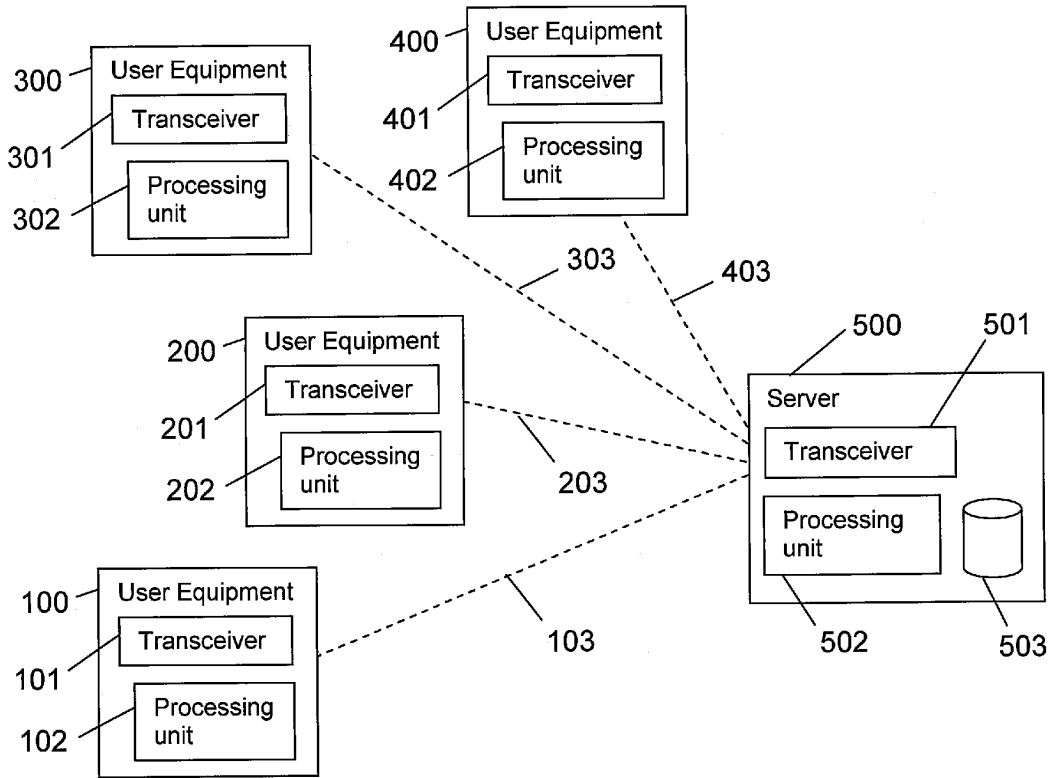 400
User Equipment
Transceiver
401
Processing
unit
402
300
User Equipment
Transceiver
301
Processing
unit
302
303
403
200
User Equipment
Transceiver
201
Processing
unit
202
203
500
501
Server
Transceiver
Processing
unit
502
503
100
User Equipment
Transceiver
101
Processing
unit
102
103